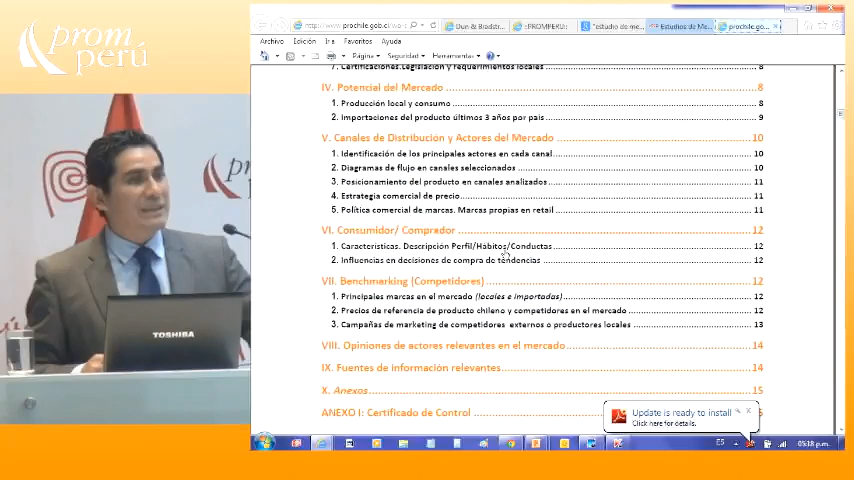 prom
perú
Archivo Edición Ir a Favoritos Ayuda
Página Seguridad Herramientas
7. Certificaciones.Legislación y requerimientos locales 8
IV. Potencial del Mercado 8
1. Producción local y consumo 8
2. Importaciones del producto últimos 3 años por país 9
V. Canales de Distribución y Actores del Mercado 10
1. Identificación de los principales actores en cada canal 10
2. Diagramas de flujo en canales seleccionados 10
3. Posicionamiento del producto en canales analizados 11
4. Estrategia comercial de precio 11
5. Política comercial de marcas. Marcas propias en retail 11
VI. Consumidor/ Comprador 12
1. Características. Descripción Perfil/Hábitos/Conductas 12
2. Influencias en decisiones de compra de tendencias 12
VII. Benchmarking (Competidores) 12
1. Principales marcas en el mercado (locales e importadas) 12
2. Precios de referencia de producto chileno y competidores en el mercado 12
3. Campañas de marketing de competidores externos o productores locales 13
VIII. Opiniones de actores relevantes en el mercado 14
IX. Fuentes de información relevantes 14
X. Anexos 15
ANEXO I: Certificado de Control
Update is ready to install
Click here for details.
ES 05:18 p.m.
TOSHIBA